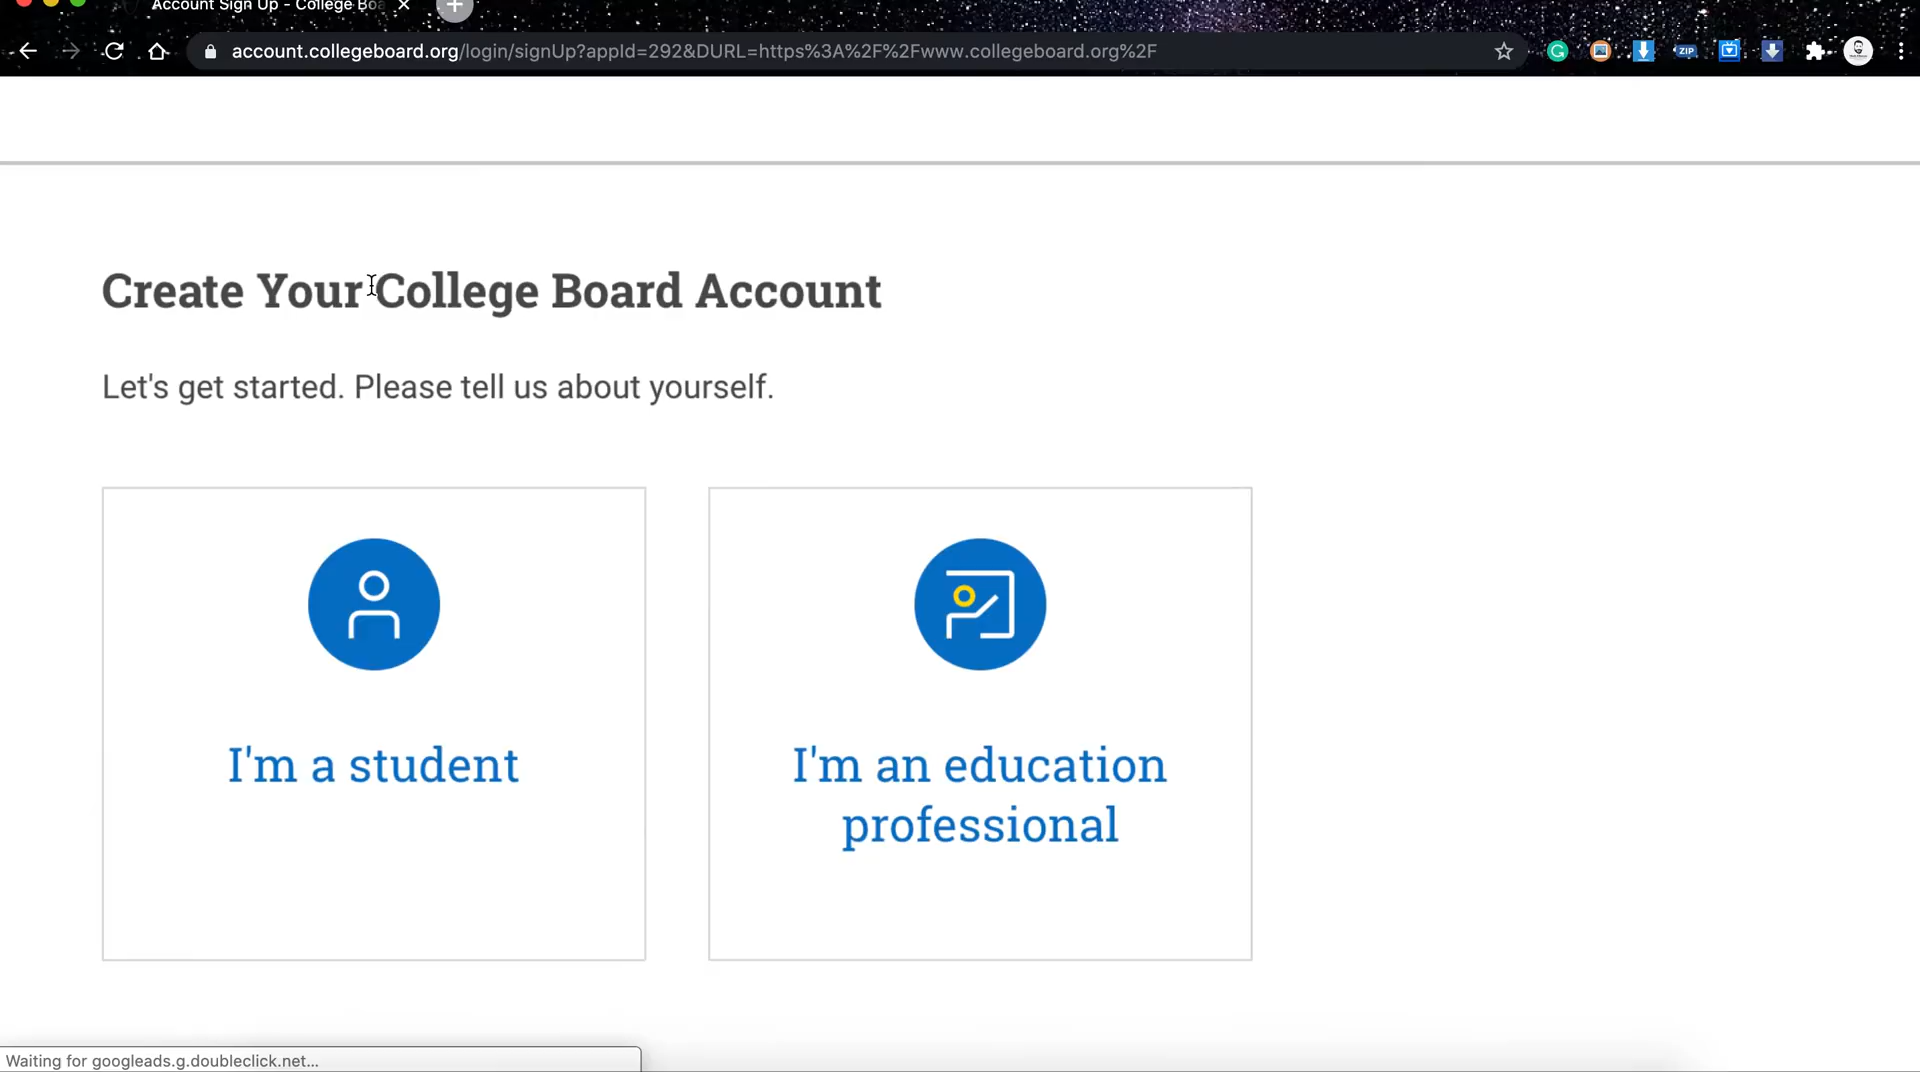 Account Sign Up - College Boa
account.collegeboard.org/login/signUp?appId=292&DURL=https%3A%2F%2Fwww.collegeboard.org%2F
ZIP
Create Your College Board Account
Let's get started. Please tell us about yourself.
I'm a student
I'm an education
professional
Waiting for googleads.g.doubleclick.net...